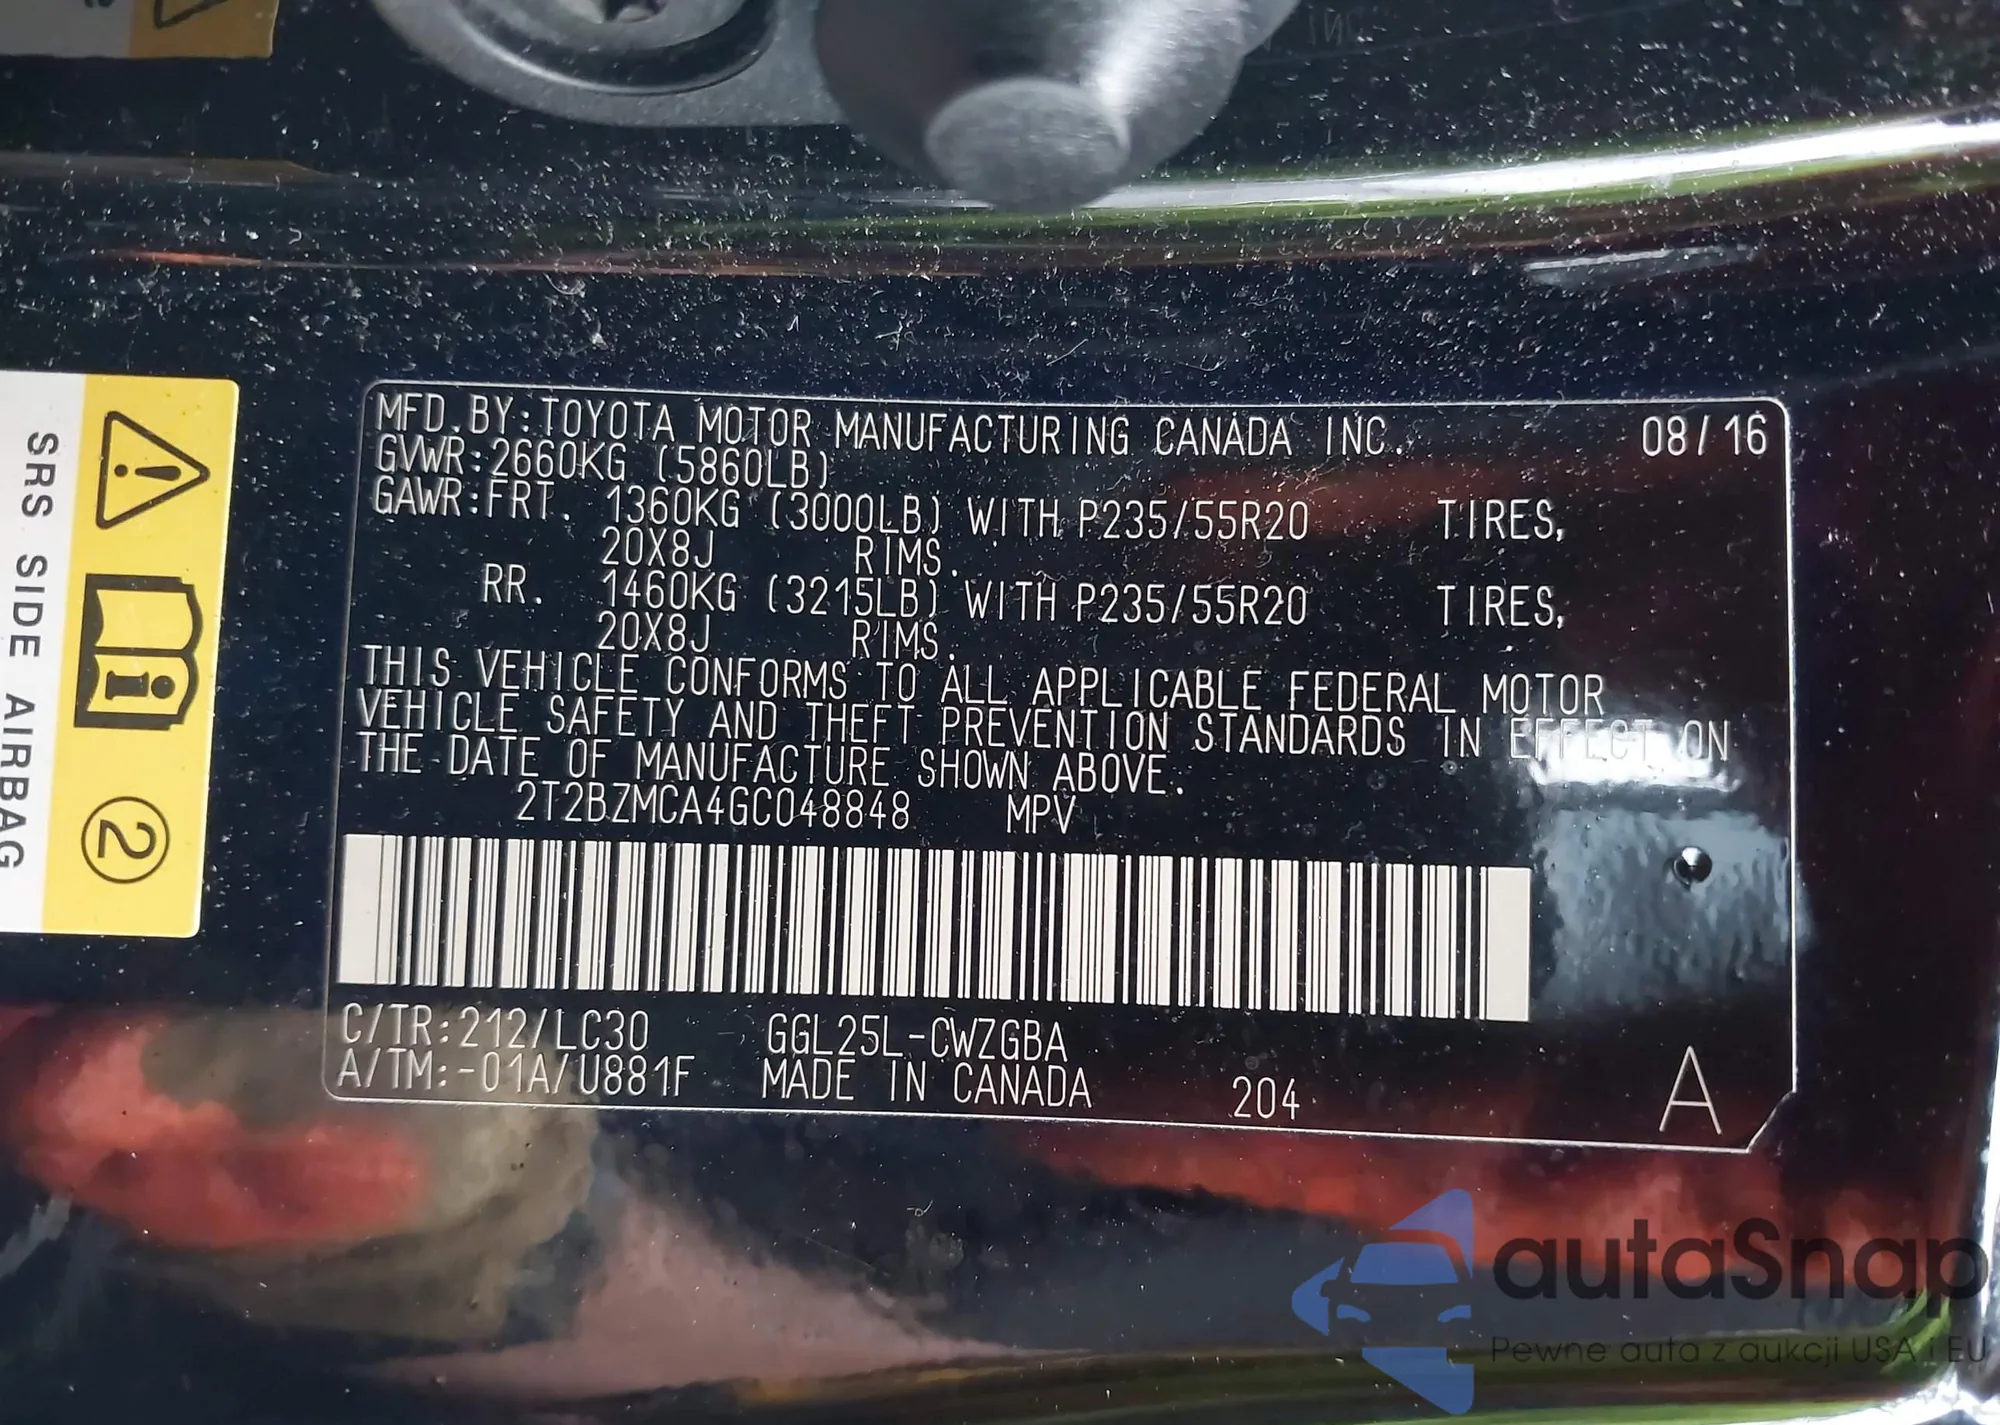 MFD.BY:TOYOTA MOTOR MANUFACTURING CANADA INC. 08/16
GVWR:2660KG (5860LB)
GAWR:FRT. 1360KG (3000LB) WITH P235/55R20 TIRES,
20X8J RIMS.
RR. 1460KG (3215LB) WITH P235/55R20 TIRES,
20X8J RIMS.
THIS VEHICLE CONFORMS TO ALL APPLICABLE FEDERAL MOTOR
VEHICLE SAFETY AND THEFT PREVENTION STANDARDS IN EFFECT ON
THE DATE OF MANUFACTURE SHOWN ABOVE.
2T2BZMCA4GC048848 MPV
C/TR:212/LC30 GGL25L-CWZGBA
A/TM:-01A/U881F MADE IN CANADA 204 A
SRS SIDE AIRBAG
2
autaSnap
Pewne auta z aukcji USA i EU